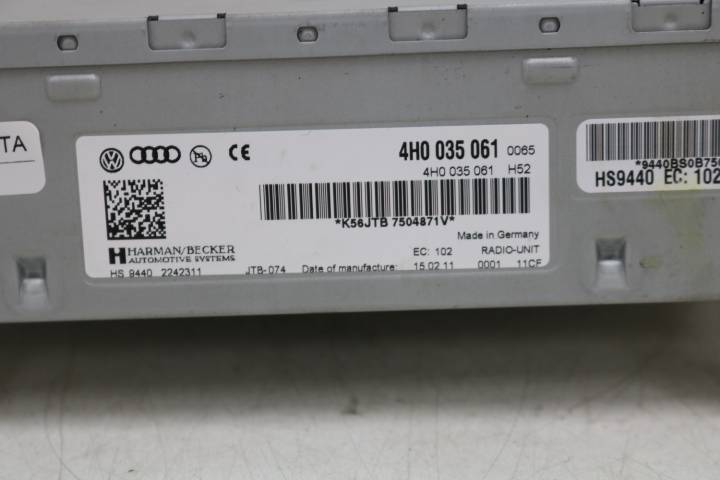 TA
CE
4H0 035 061 0065
4H0 035 061 H52
*K56JTB 7504871V*
Made in Germany
HARMAN/BECKER
AUTOMOTIVE SYSTEMS
EC: 102 RADIO-UNIT
HS 9440 2242311 JTB-074 Date of manufacture: 15.02.11 0001 11CF
*9440BS0B750
HS9440 EC: 102